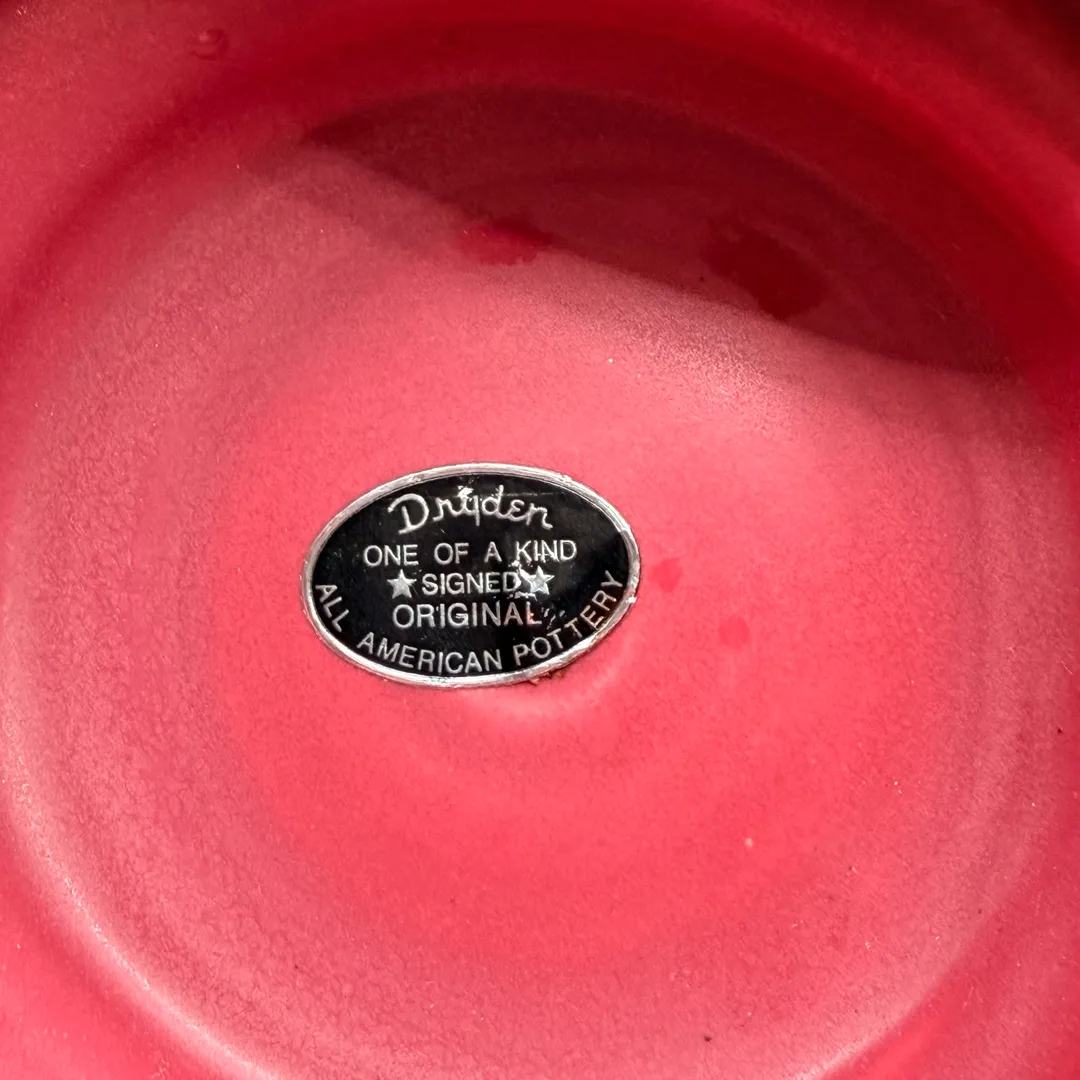 Dryden
ONE OF A KIND
★SIGNED★
ORIGINAL
ALL AMERICAN POTTERY